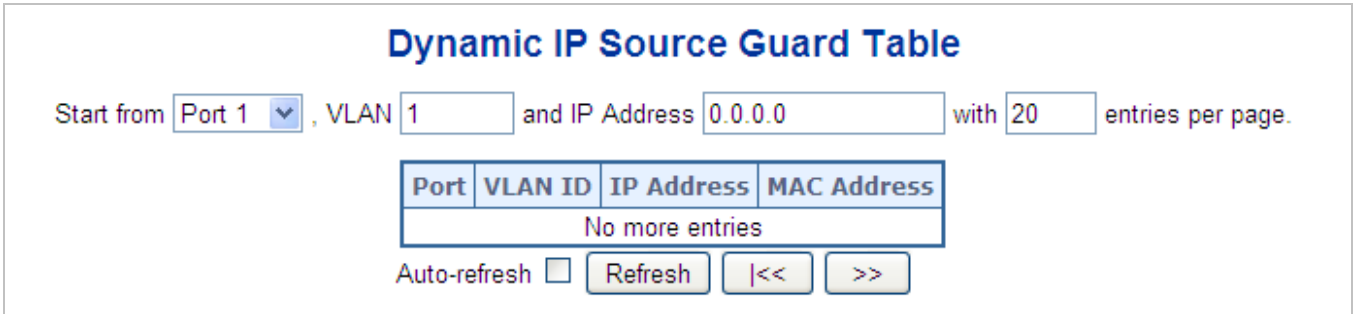 Dynamic IP Source Guard Table
Start from Port 1 , VLAN 1 and IP Address 0.0.0.0 with 20 entries per page.
Port VLAN ID IP Address MAC Address
No more entries
Auto-refresh Refresh |<< >>